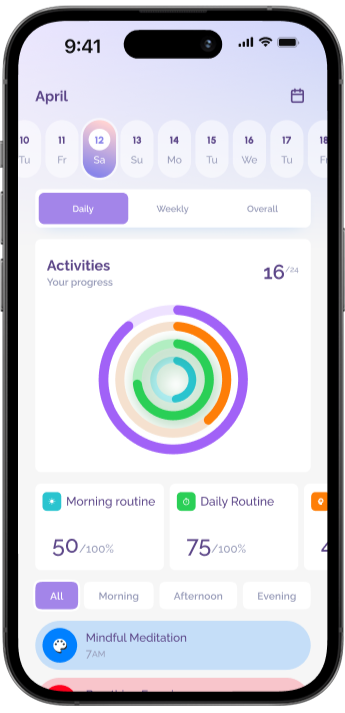 9:41
April
10 11 12 13 14 15 16 17 18
Tu Fr Sa Su Mo Tu We Tu Fr
Daily Weekly Overall
Activities
16/24
Your progress
Morning routine Daily Routine
50/100% 75/100%
All Morning Afternoon Evening
Mindful Meditation
7AM